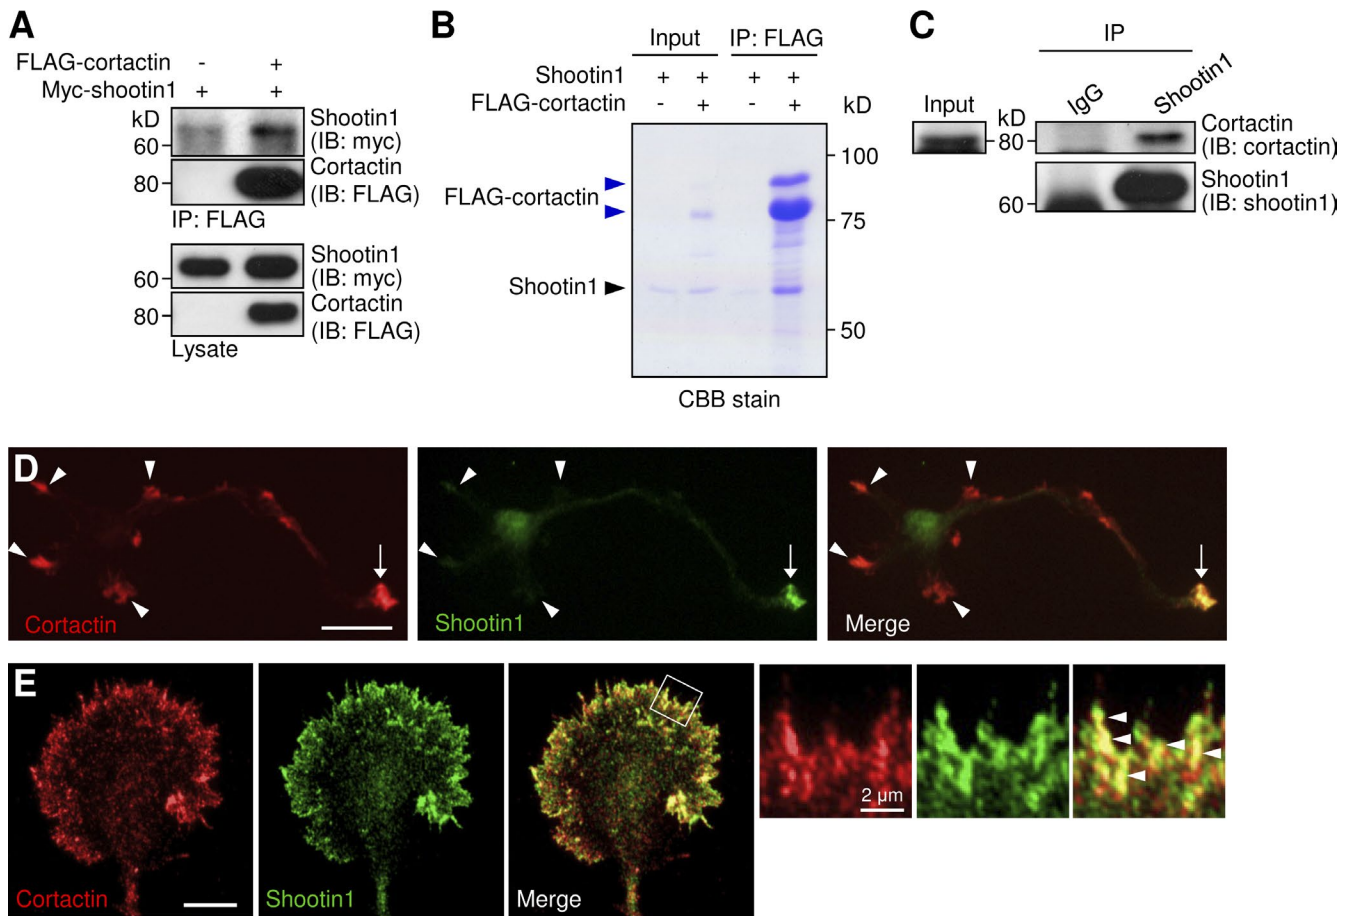 A
FLAG-cortactin - +
Myc-shootin1 + +
kD
60
Shootin1
(IB: myc)
80
Cortactin
(IB: FLAG)
IP: FLAG
60
Shootin1
(IB: myc)
80
Cortactin
(IB: FLAG)
Lysate
B
Input IP: FLAG
Shootin1 + + + +
FLAG-cortactin - + - + kD
100
FLAG-cortactin
75
Shootin1
50
CBB stain
C
IP
Input kD IgG Shootin1
80
Cortactin
(IB: cortactin)
60
Shootin1
(IB: shootin1)
D
Cortactin
Shootin1
Merge
E
Cortactin
Shootin1
Merge
2 μm